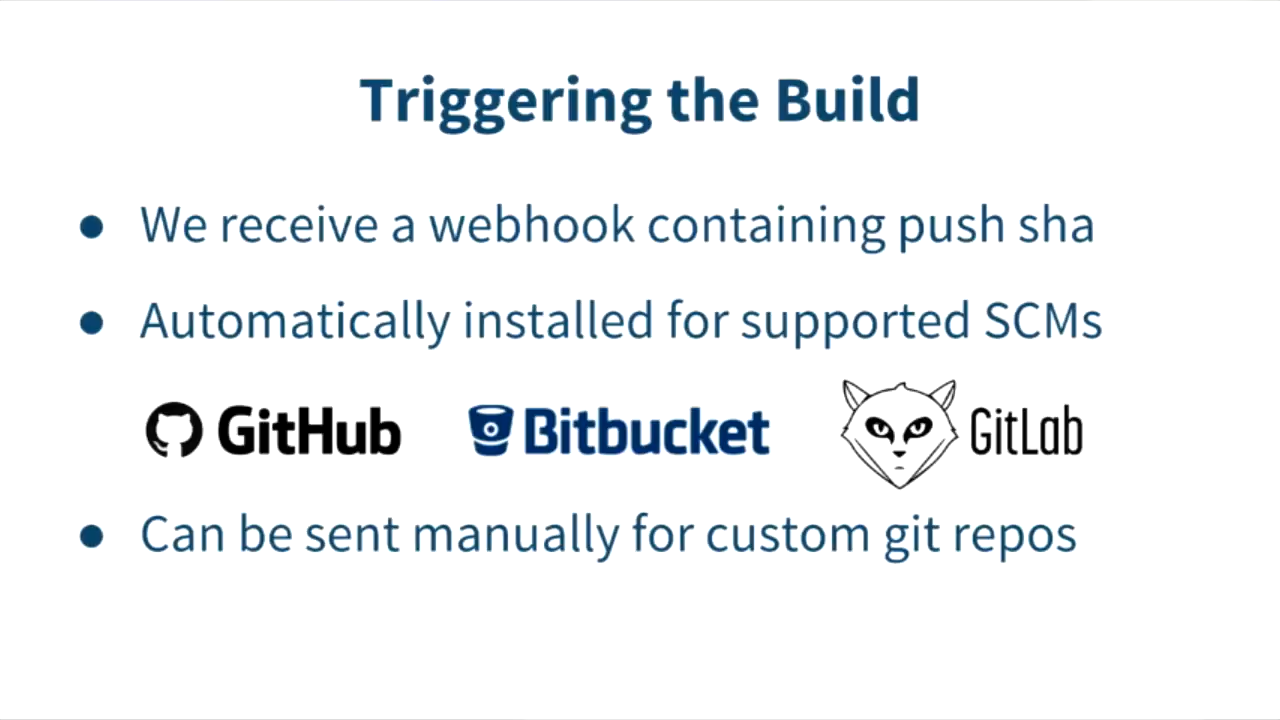 Triggering the Build
● We receive a webhook containing push sha
● Automatically installed for supported SCMs
GitHub Bitbucket GitLab
● Can be sent manually for custom git repos